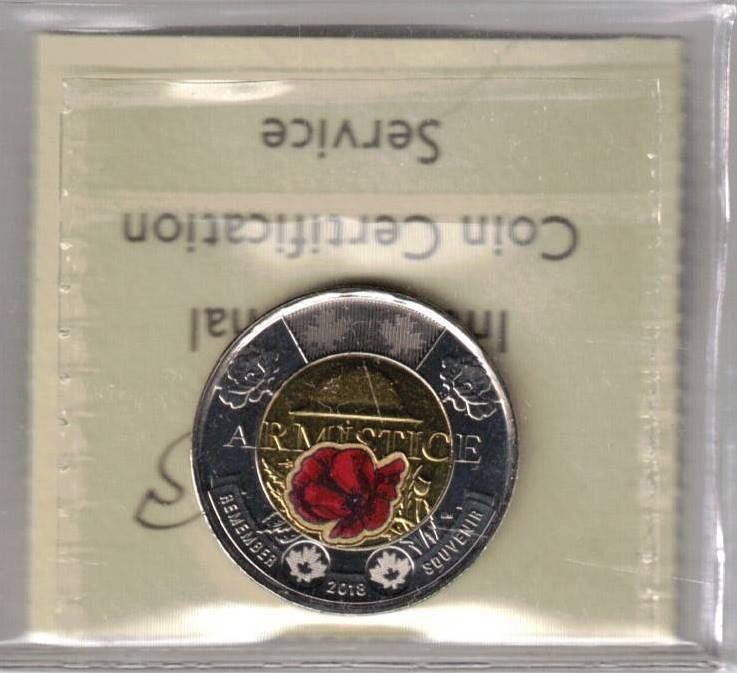 Service
Coin Certification
ARMISTICE
REMEMBER
2018
SOUVENIR